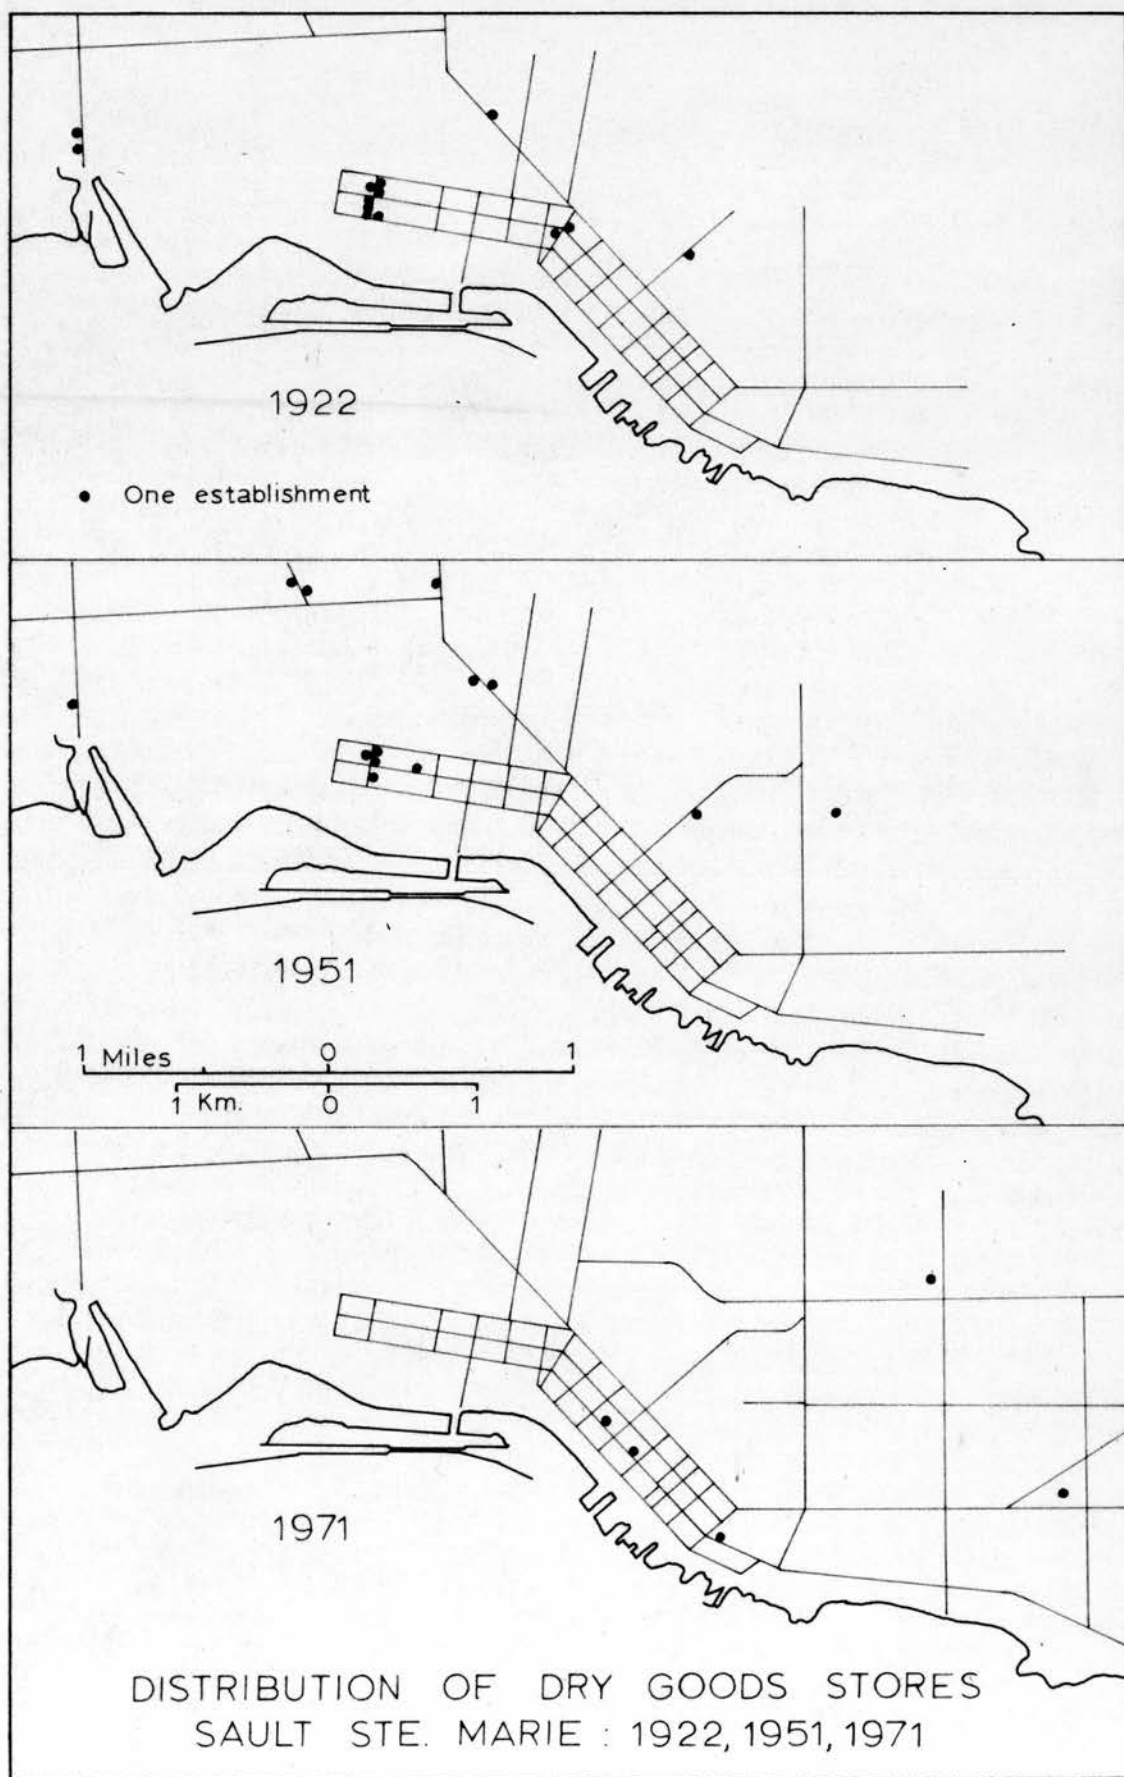 1922
• One establishment
1951
1 Miles 0 1
1 Km. 0 1
1971
DISTRIBUTION OF DRY GOODS STORES
SAULT STE. MARIE : 1922, 1951, 1971